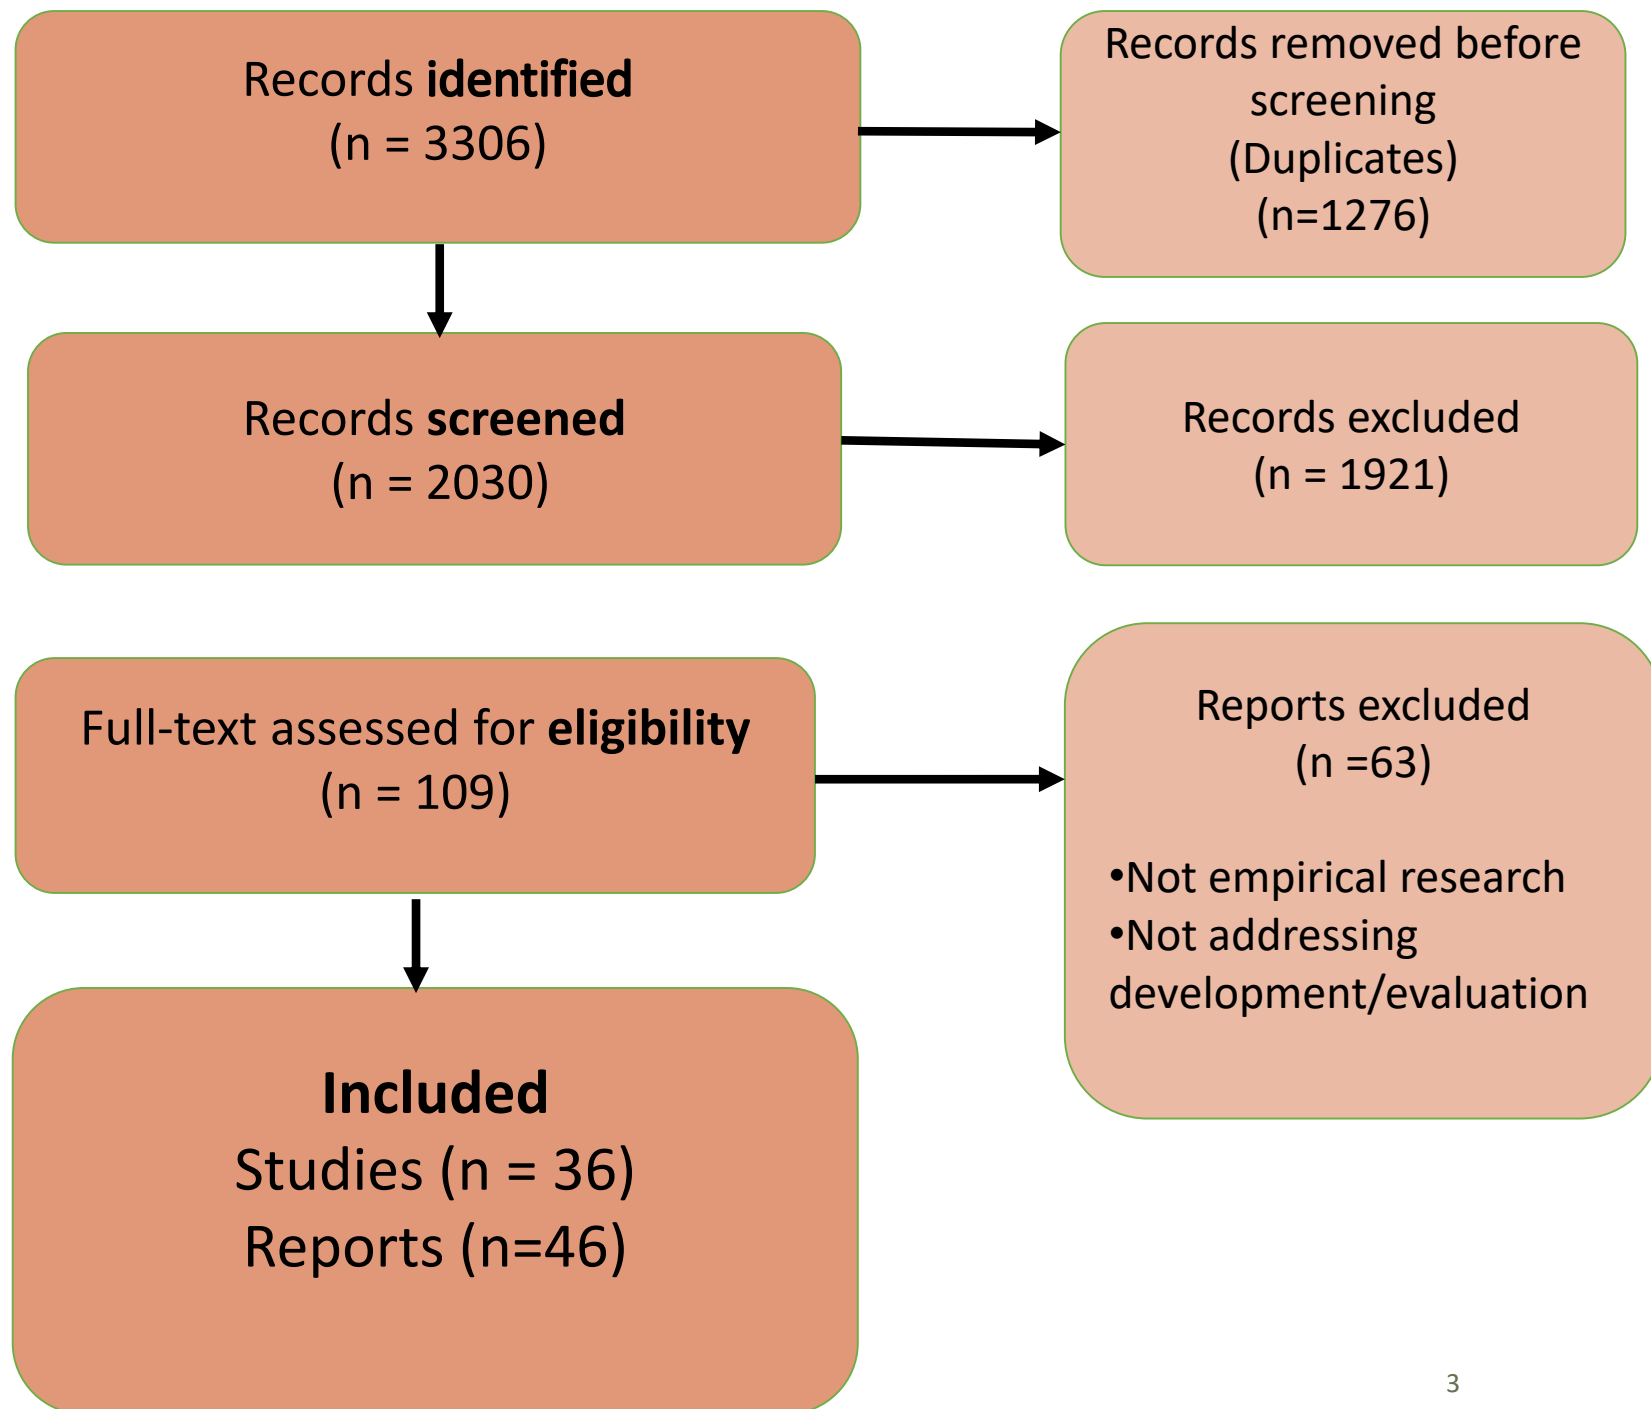 Records identified
(n = 3306)
Records removed before
screening
(Duplicates)
(n=1276)
Records screened
(n = 2030)
Records excluded
(n = 1921)
Full-text assessed for eligibility
(n = 109)
Reports excluded
(n =63)
•Not empirical research
•Not addressing
development/evaluation
Included
Studies (n = 36)
Reports (n=46)
3